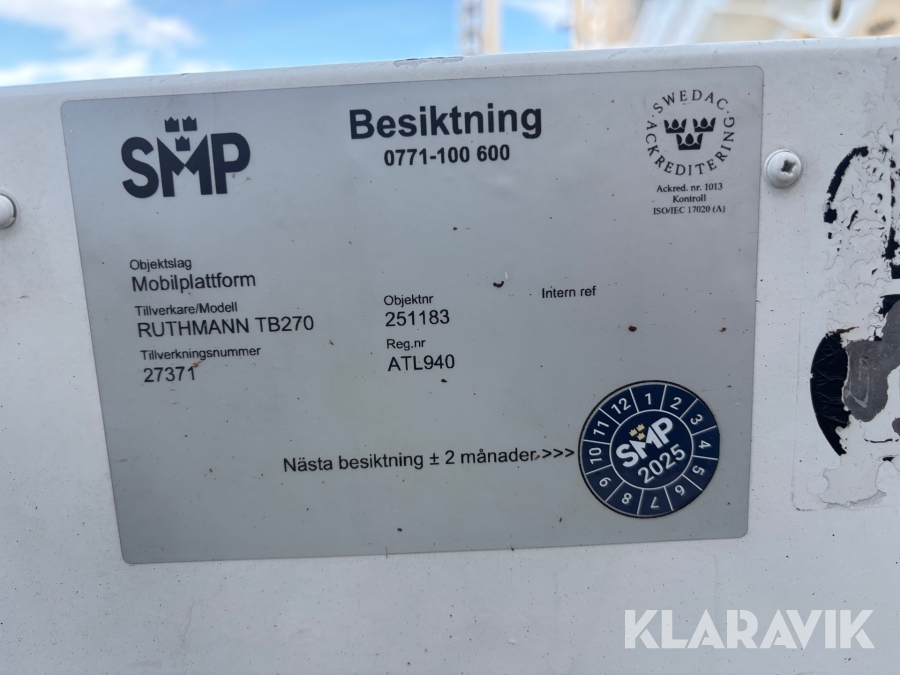 SMP
Besiktning
0771-100 600
SWEDAC
ACKREDITERING
Ackred. nr. 1013
Kontroll
ISO/IEC 17020 (A)
Objektslag
Mobilplattform
Tillverkare/Modell
RUTHMANN TB270
Tillverkningsnummer
27371
Objektnr
251183
Reg.nr
ATL940
Intern ref
Nästa besiktning ± 2 månader >>>
1 2 3 4 5 6 7 8 9 10 11 12
SMP
2025
KLARAVIK